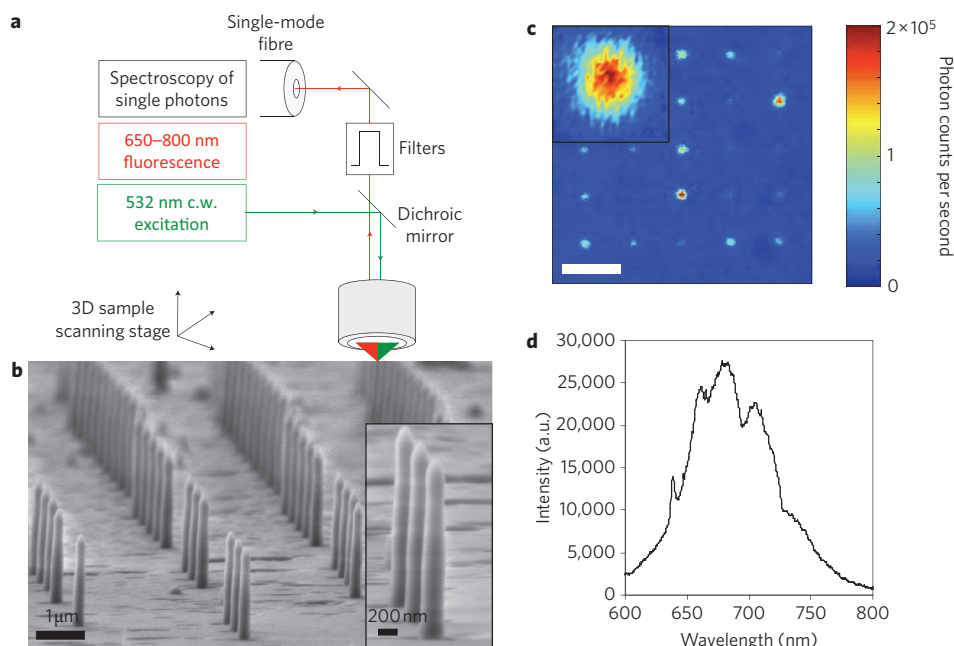 a
Single-mode
fibre
Spectroscopy of
single photons
650–800 nm
fluorescence
Filters
532 nm c.w.
excitation
Dichroic
mirror
3D sample
scanning stage
b
1µm
200 nm
c
2 × 10⁵
1
0
Photon counts per second
d
30,000
25,000
20,000
15,000
10,000
5,000
0
Intensity (a.u.)
600
650
700
750
800
Wavelength (nm)